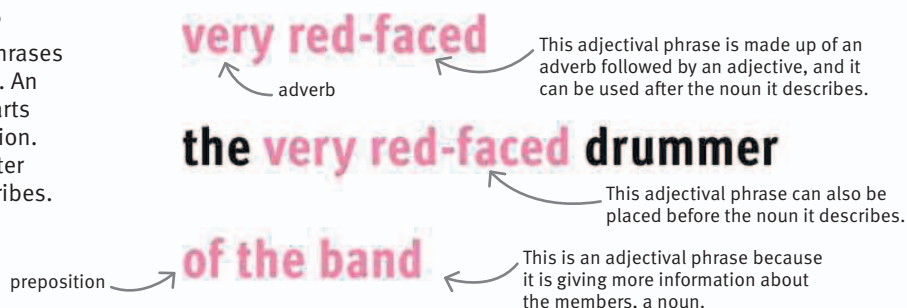 hrases
. An
arts
ion.
ter
ribes.
very red-faced
adverb
This adjectival phrase is made up of an
adverb followed by an adjective, and it
can be used after the noun it describes.
the very red-faced drummer
This adjectival phrase can also be
placed before the noun it describes.
of the band
preposition
This is an adjectival phrase because
it is giving more information about
the members, a noun.